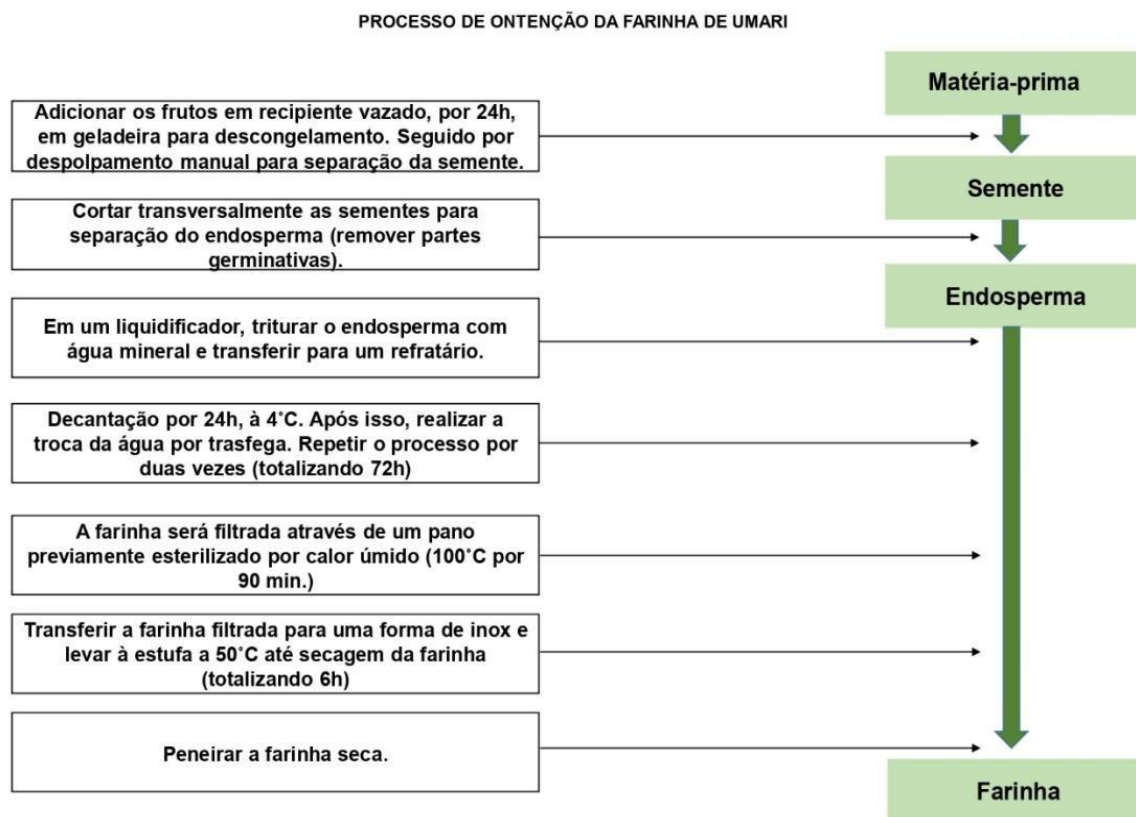 PROCESSO DE ONTENÇÃO DA FARINHA DE UMARI
Matéria-prima
Adicionar os frutos em recipiente vazado, por 24h,
em geladeira para descongelamento. Seguido por
despolpamento manual para separação da semente.
Semente
Cortar transversalmente as sementes para
separação do endosperma (remover partes
germinativas).
Endosperma
Em um liquidificador, triturar o endosperma com
água mineral e transferir para um refratário.
Decantação por 24h, à 4˚C. Após isso, realizar a
troca da água por trasfega. Repetir o processo por
duas vezes (totalizando 72h)
A farinha será filtrada através de um pano
previamente esterilizado por calor úmido (100˚C por
90 min.)
Transferir a farinha filtrada para uma forma de inox e
levar à estufa a 50˚C até secagem da farinha
(totalizando 6h)
Peneirar a farinha seca.
Farinha